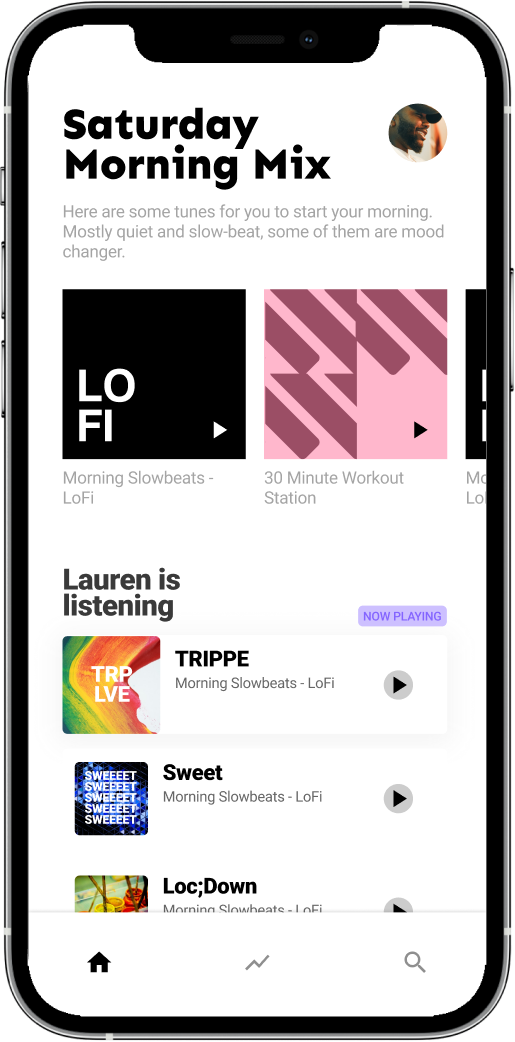 Saturday
Morning Mix
Here are some tunes for you to start your morning.
Mostly quiet and slow-beat, some of them are mood
changer.
LO
FI
Morning Slowbeats -
LoFi
30 Minute Workout
Station
Lauren is
listening
NOW PLAYING
TRP
LVE
TRIPPE
Morning Slowbeats - LoFi
SWEEEET
SWEEEET
SWEEEET
SWEEEET
SWEEEET
Sweet
Morning Slowbeats - LoFi
Loc;Down
Morning Slowbeats - LoFi